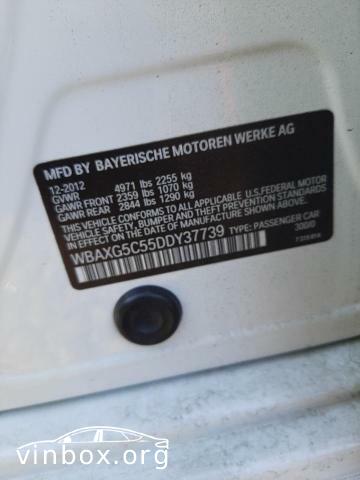 MFD BY BAYERISCHE MOTOREN WERKE AG
12-2012
GVWR 4971 lbs 2255 kg
GAWR FRONT 2359 lbs 1070 kg
GAWR REAR 2844 lbs 1290 kg
THIS VEHICLE CONFORMS TO ALL APPLICABLE U.S. FEDERAL MOTOR
VEHICLE SAFETY, BUMPER, AND THEFT PREVENTION STANDARDS
IN EFFECT ON THE DATE OF MANUFACTURE SHOWN ABOVE.
WBAXG5C55DDY37739 TYPE: PASSENGER CAR
300/0
vinbox.org